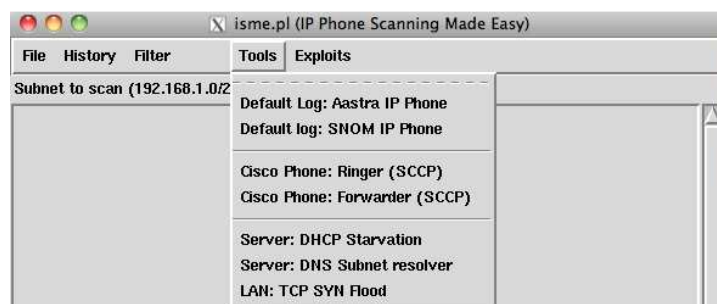 isme.pl (IP Phone Scanning Made Easy)
File History Filter Tools Exploits
Subnet to scan (192.168.1.0/2
Default Log: Aastra IP Phone
Default log: SNOM IP Phone
Cisco Phone: Ringer (SCCP)
Cisco Phone: Forwarder (SCCP)
Server: DHCP Starvation
Server: DNS Subnet resolver
LAN: TCP SYN Flood